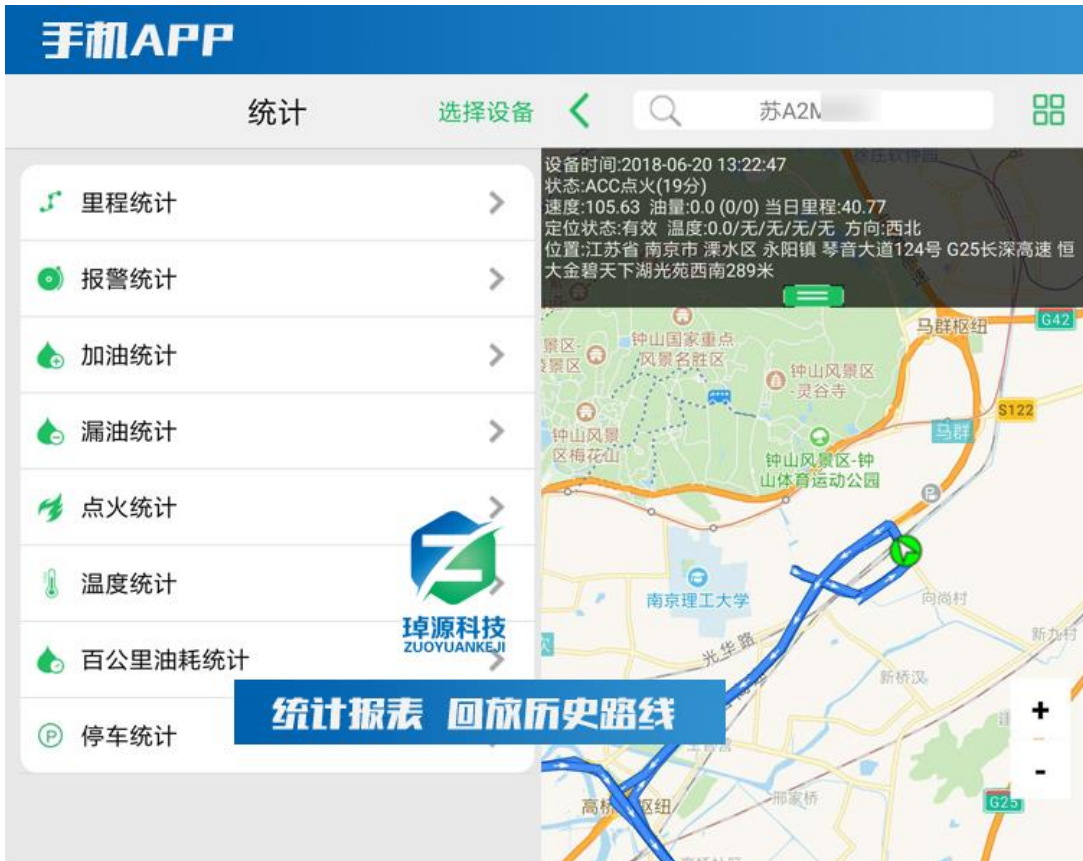 手机APP
统计
选择设备
苏A2M
里程统计
报警统计
加油统计
漏油统计
点火统计
温度统计
百公里油耗统计
停车统计
琸源科技
ZUOYUANKEJI
统计报表 回放历史路线
设备时间:2018-06-20 13:22:47
状态:ACC点火(19分)
速度:105.63 油量:0.0 (0/0) 当日里程:40.77
定位状态:有效 温度:0.0/无/无/无/无 方向:西北
位置:江苏省 南京市 溧水区 永阳镇 琴音大道124号 G25长深高速 恒
大金碧天下湖光苑西南289米
马群枢纽
G42
钟山国家重点
风景名胜区
钟山风景区
-灵谷寺
S122
马群
钟山风景
区梅花山
钟山风景区-钟
山体育运动公园
南京理工大学
向尚村
光华路
新九村
新桥汊
邢家桥
G25
+
-